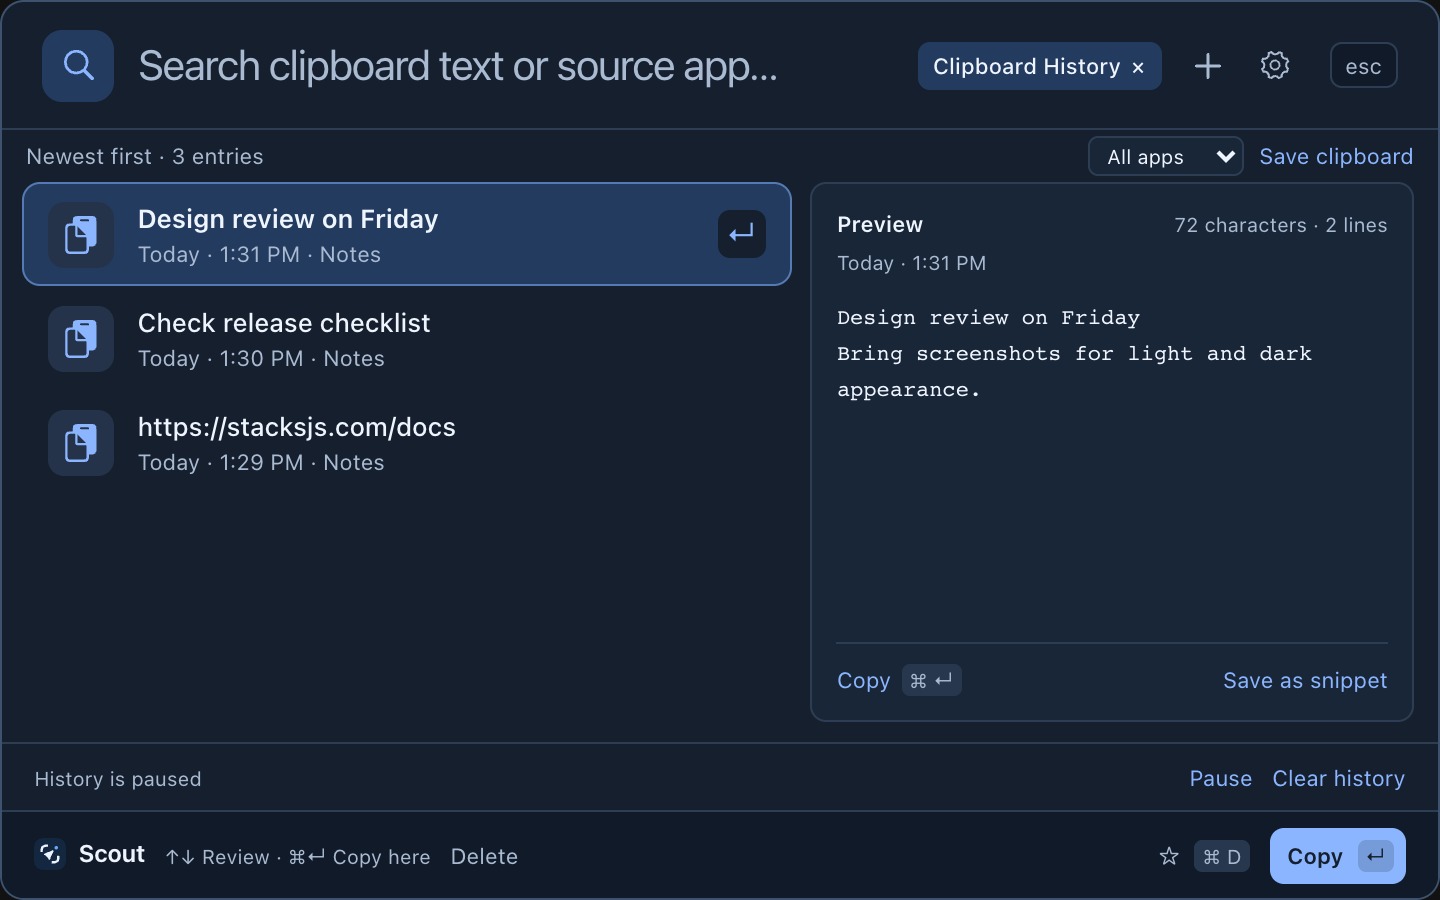 Search clipboard text or source app...
Clipboard History ×
esc
Newest first · 3 entries
All apps
Save clipboard
Design review on Friday
Today · 1:31 PM · Notes
Check release checklist
Today · 1:30 PM · Notes
https://stacksjs.com/docs
Today · 1:29 PM · Notes
Preview
72 characters · 2 lines
Today · 1:31 PM
Design review on Friday
Bring screenshots for light and dark
appearance.
Copy ⌘ ↵
Save as snippet
History is paused
Pause
Clear history
Scout
↑↓ Review · ⌘↵ Copy here
Delete
☆ ⌘ D
Copy ↵